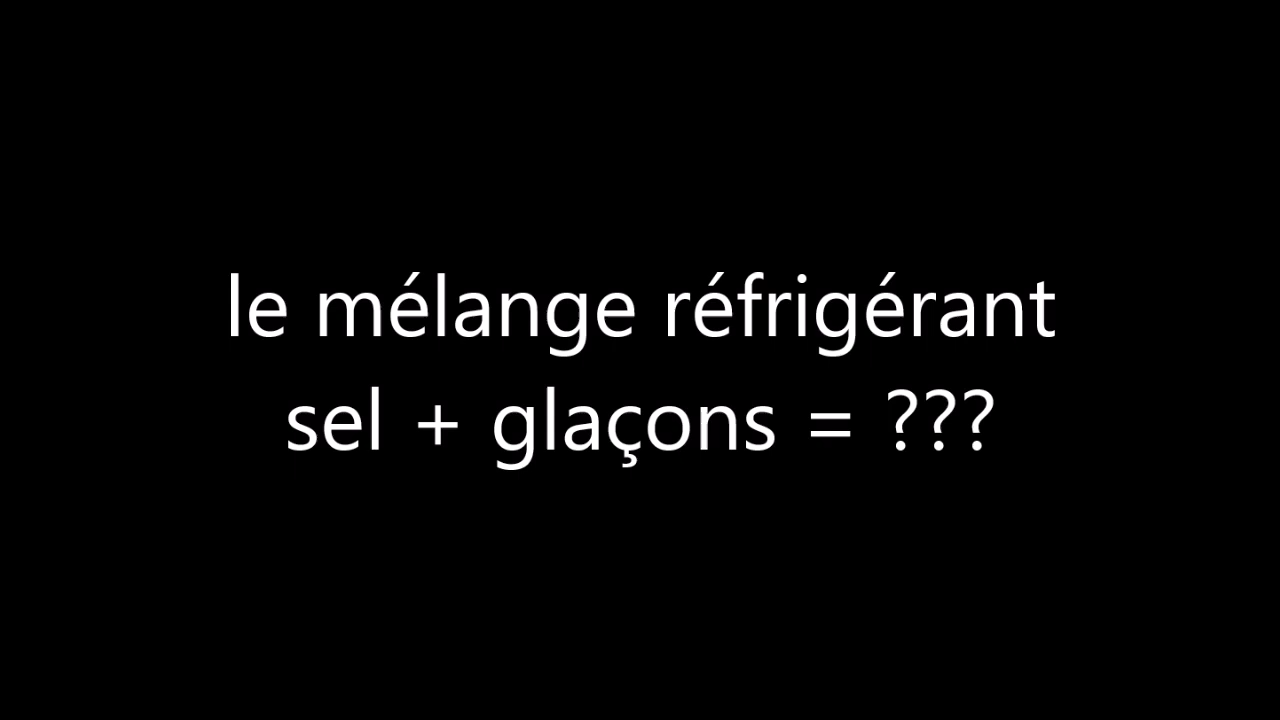 le mélange réfrigérant
sel + glaçons = ???